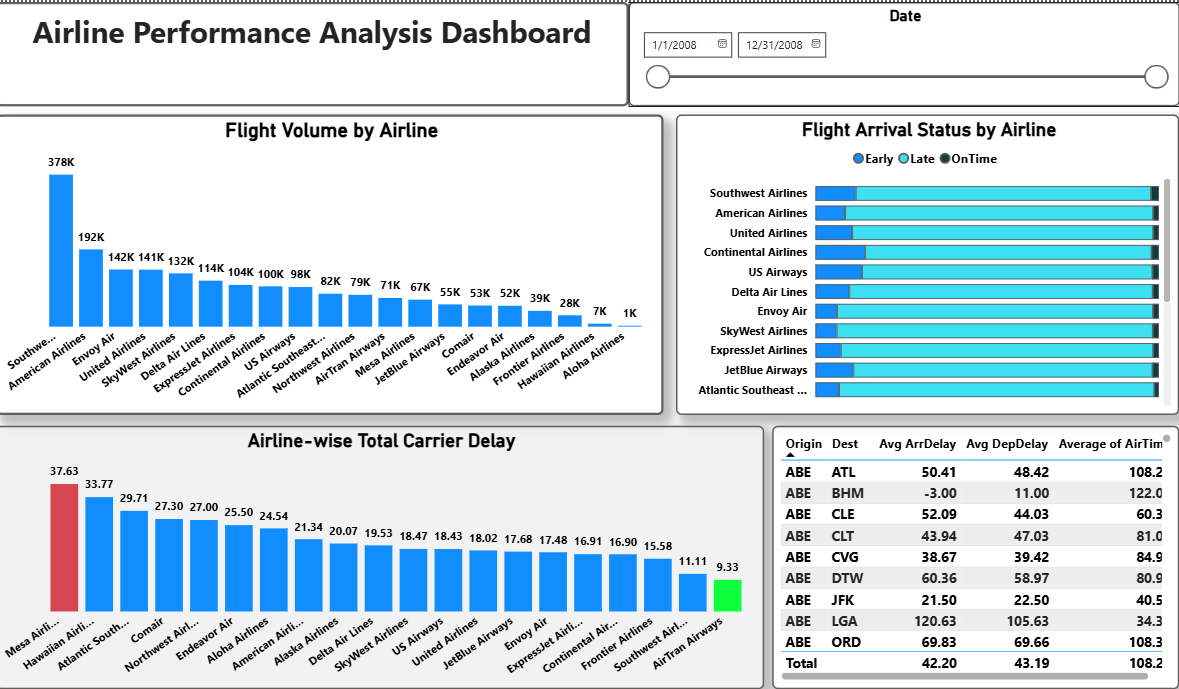 Airline Performance Analysis Dashboard
Date
1/1/2008
12/31/2008
Flight Volume by Airline
378K
192K
142K
141K
132K
114K
104K
100K
98K
82K
79K
71K
67K
55K
53K
52K
39K
28K
7K
1K
Southwe...
American Airlines
Envoy Air
United Airlines
SkyWest Airlines
Delta Air Lines
ExpressJet Airlines
Continental Airlines
US Airways
Atlantic Southeast...
Northwest Airlines
AirTran Airways
Mesa Airlines
JetBlue Airways
Comair
Endeavor Air
Alaska Airlines
Frontier Airlines
Hawaiian Airlines
Aloha Airlines
Flight Arrival Status by Airline
Early Late OnTime
Southwest Airlines
American Airlines
United Airlines
Continental Airlines
US Airways
Delta Air Lines
Envoy Air
SkyWest Airlines
ExpressJet Airlines
JetBlue Airways
Atlantic Southeast ...
Airline-wise Total Carrier Delay
37.63
33.77
29.71
27.30
27.00
25.50
24.54
21.34
20.07
19.53
18.47
18.43
18.02
17.68
17.48
16.91
16.90
15.58
11.11
9.33
Mesa Airli...
Hawaiian Airli...
Atlantic South...
Comair
Northwest Airl...
Endeavor Air
Aloha Airlines
American Airli...
Alaska Airlines
Delta Air Lines
SkyWest Airlines
US Airways
United Airlines
JetBlue Airways
Envoy Air
ExpressJet Airli...
Continental Air...
Frontier Airlines
Southwest Airl...
AirTran Airways
Origin Dest Avg ArrDelay Avg DepDelay Average of AirTim
ABE ATL 50.41 48.42 108.2
ABE BHM -3.00 11.00 122.0
ABE CLE 52.09 44.03 60.3
ABE CLT 43.94 47.03 81.0
ABE CVG 38.67 39.42 84.9
ABE DTW 60.36 58.97 80.9
ABE JFK 21.50 22.50 40.5
ABE LGA 120.63 105.63 34.3
ABE ORD 69.83 69.66 108.3
Total 42.20 43.19 108.2